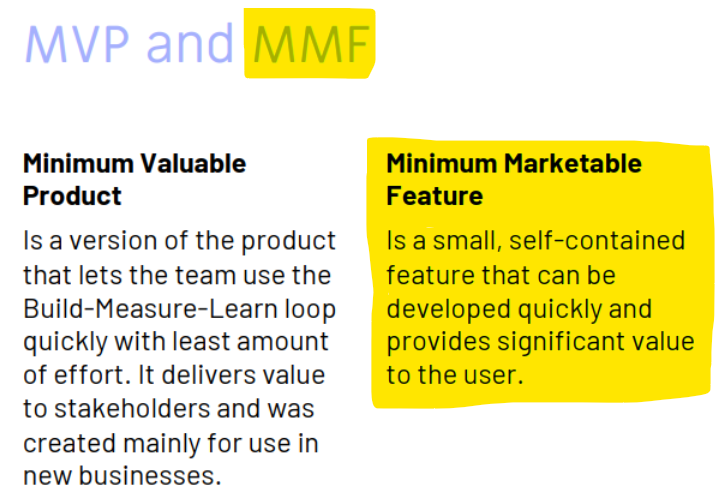 MVP and MMF
Minimum Valuable
Product
Is a version of the product
that lets the team use the
Build-Measure-Learn loop
quickly with least amount
of effort. It delivers value
to stakeholders and was
created mainly for use in
new businesses.
Minimum Marketable
Feature
Is a small, self-contained
feature that can be
developed quickly and
provides significant value
to the user.